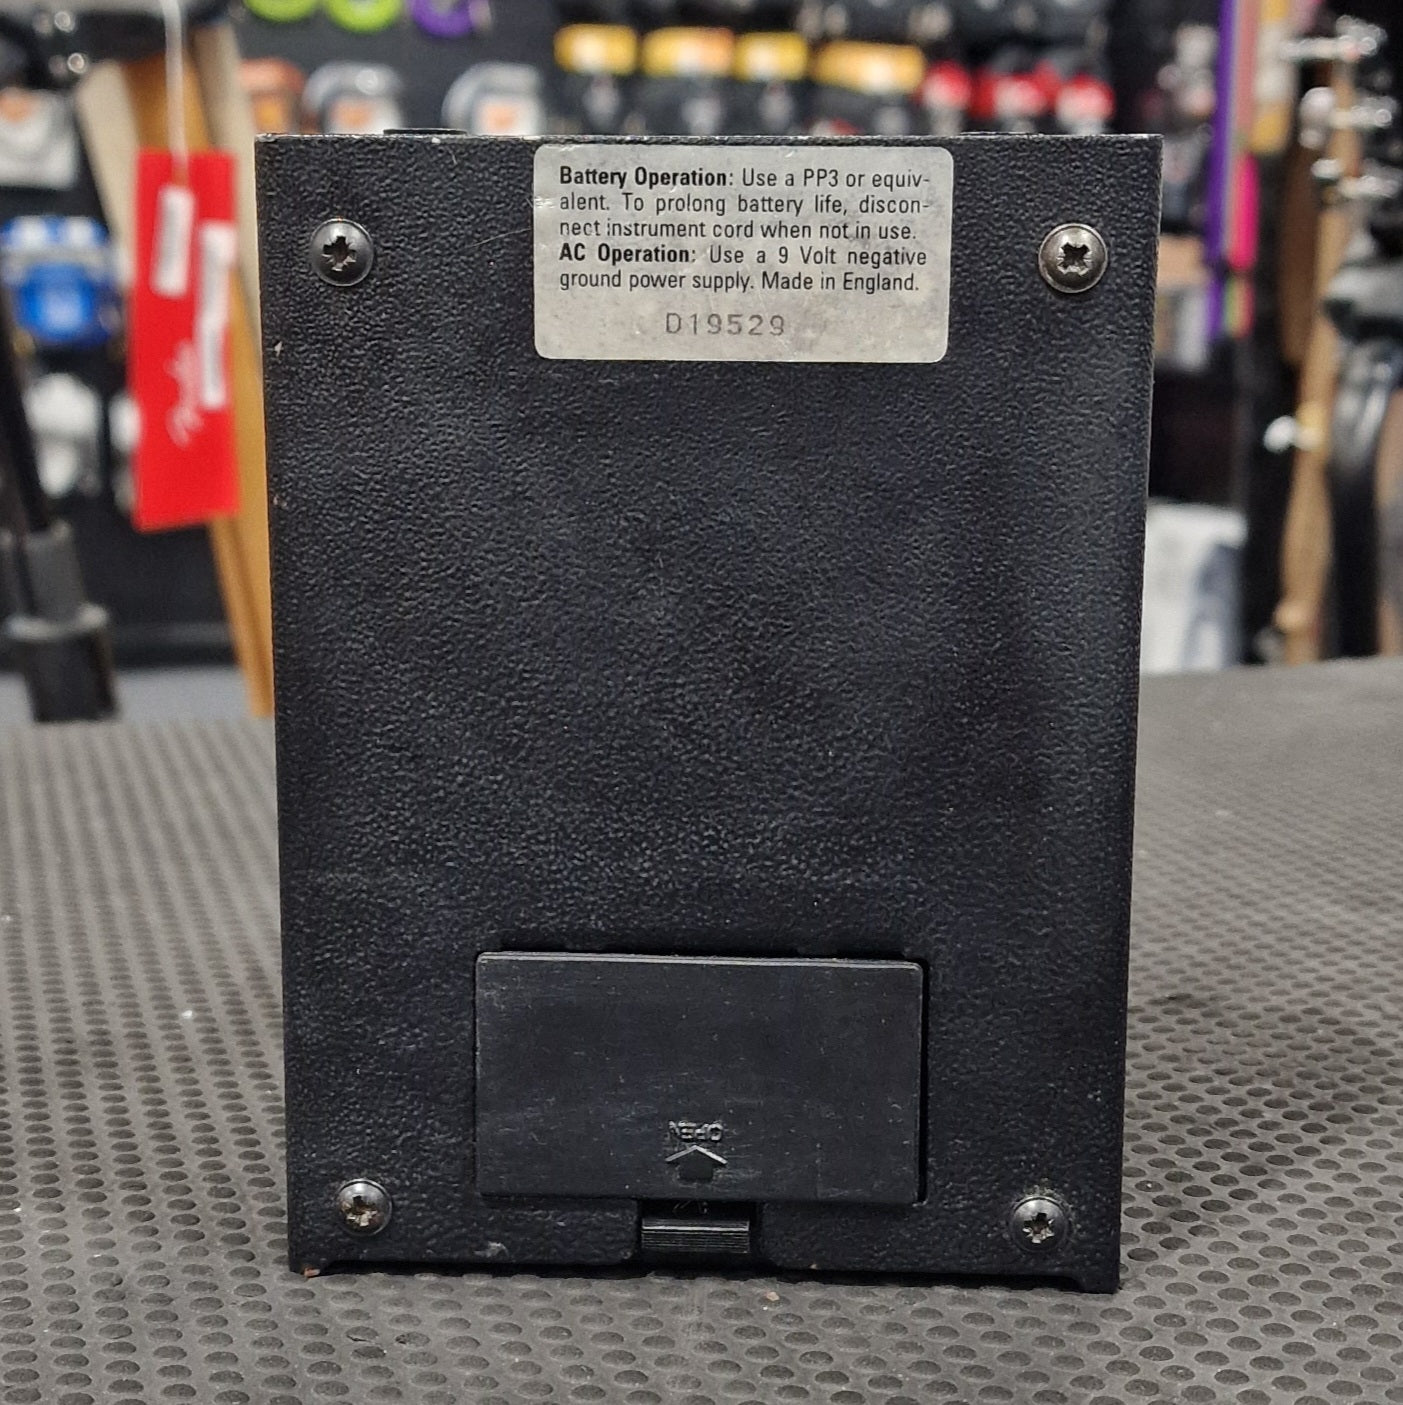 Battery Operation: Use a PP3 or equiv-
alent. To prolong battery life, discon-
nect instrument cord when not in use.
AC Operation: Use a 9 Volt negative
ground power supply. Made in England.
D19529
OPEN